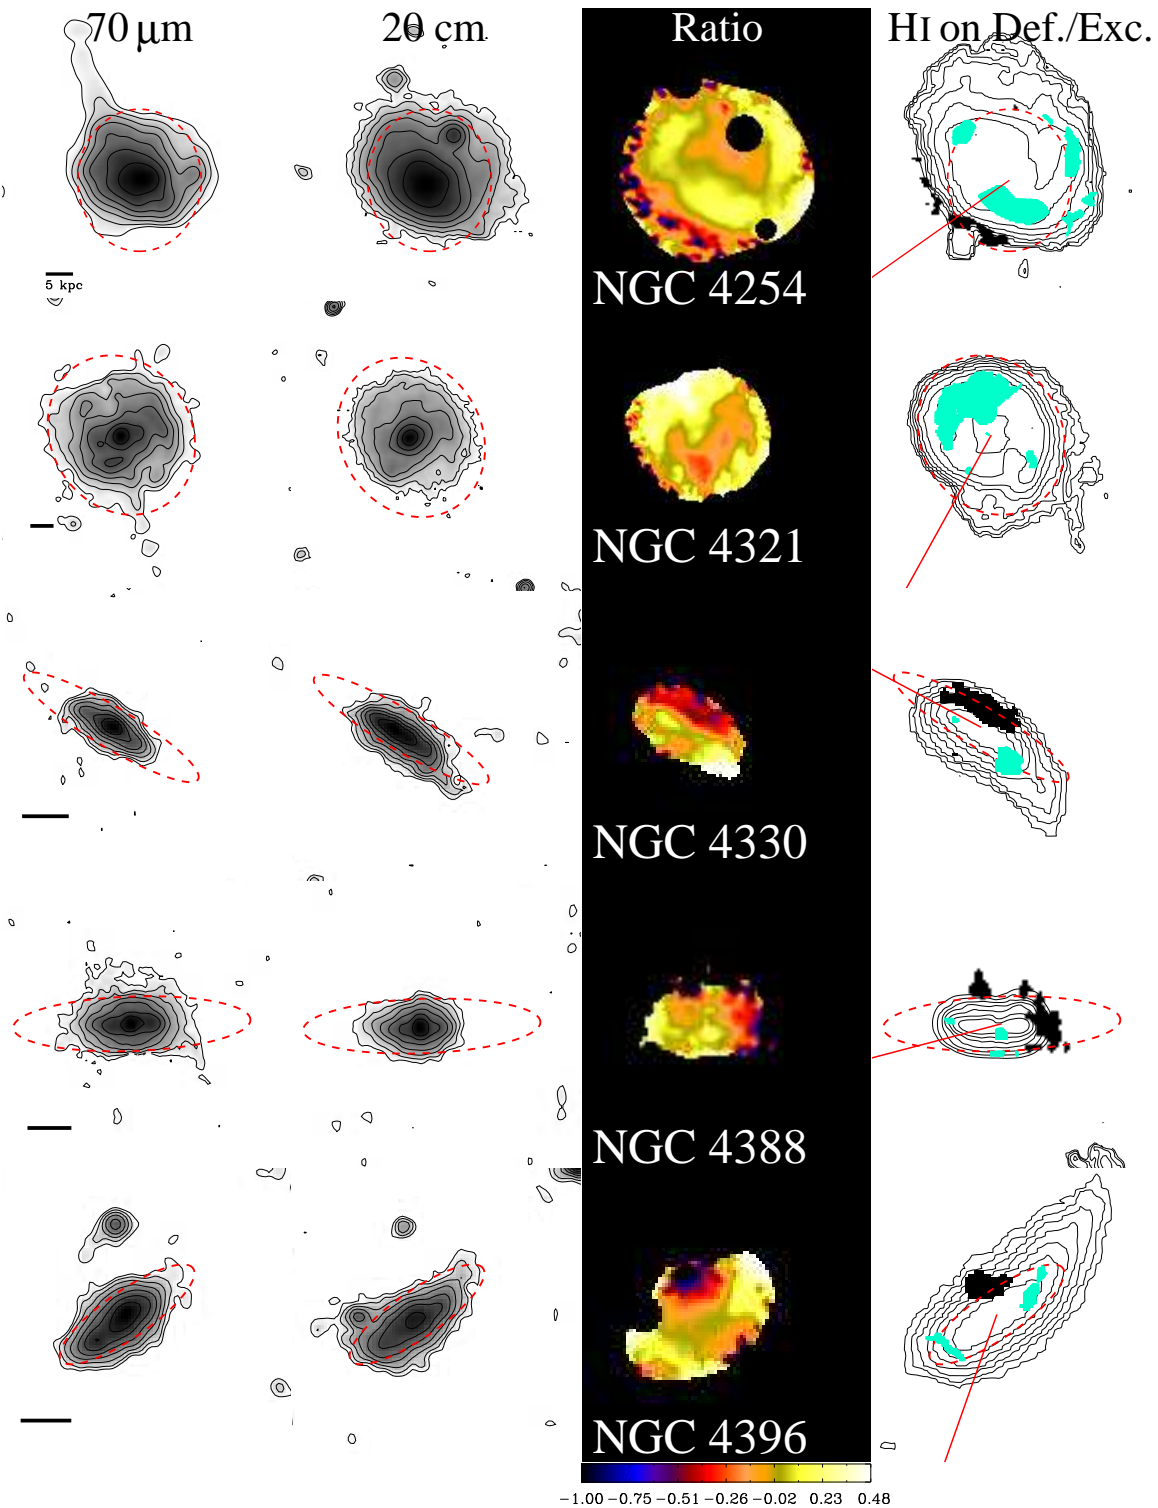 70 μm 20 cm Ratio HI on Def./Exc.
5 kpc
NGC 4254
NGC 4321
NGC 4330
NGC 4388
NGC 4396
−1.00 −0.75 −0.51 −0.26 −0.02 0.23 0.48